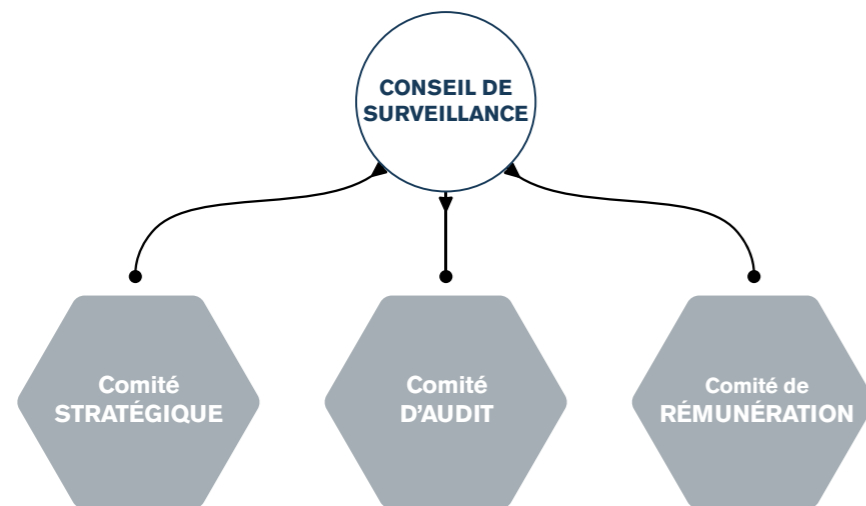 CONSEIL DE
SURVEILLANCE
Comité
STRATÉGIQUE
Comité
D’AUDIT
Comité de
RÉMUNÉRATION